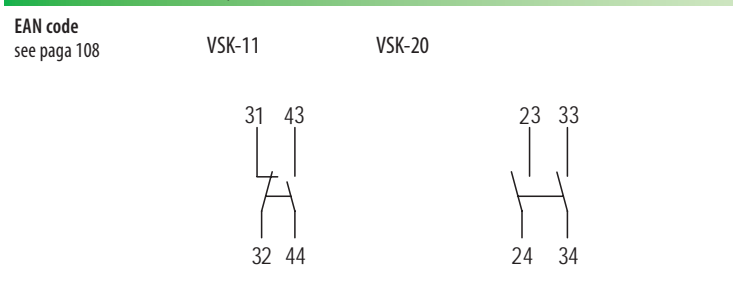 EAN code
see paga 108
VSK-11 VSK-20
31 43 23 33
32 44 24 34